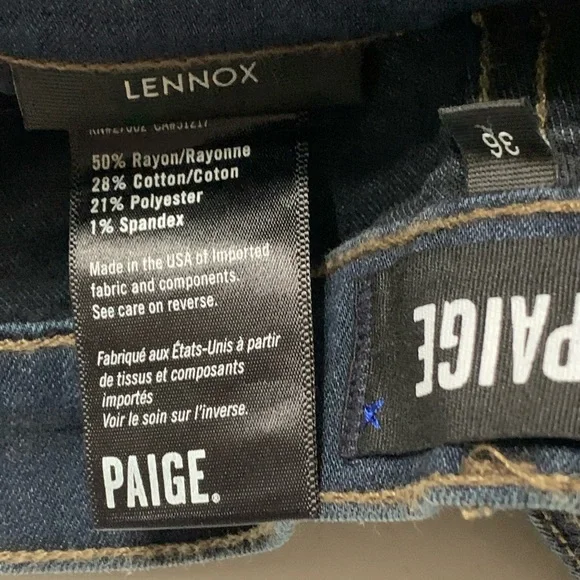 LENNOX
50% Rayon/Rayonne
28% Cotton/Coton
21% Polyester
1% Spandex
Made in the USA of Imported
fabric and components.
See care on reverse.
Fabriqué aux États-Unis à partir
de tissus et composants
importés
Voir le soin sur l'inverse.
PAIGE.
36
PAIGE